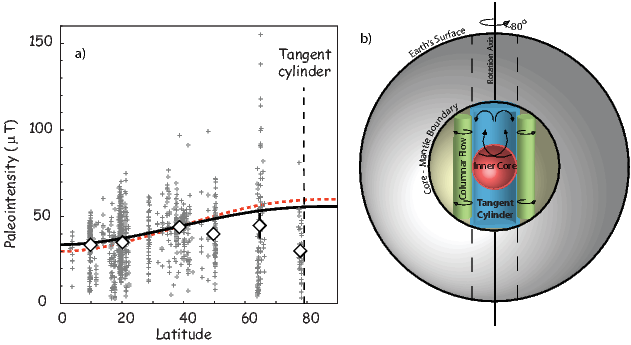 a)
150
100
50
0
Paleointensity (μT)
0
20
40
60
80
Latitude
Tangent
cylinder
b)
~80°
Earth's Surface
Rotation Axis
Core - Mantle Boundary
Columnar Flow
Inner Core
Tangent
Cylinder